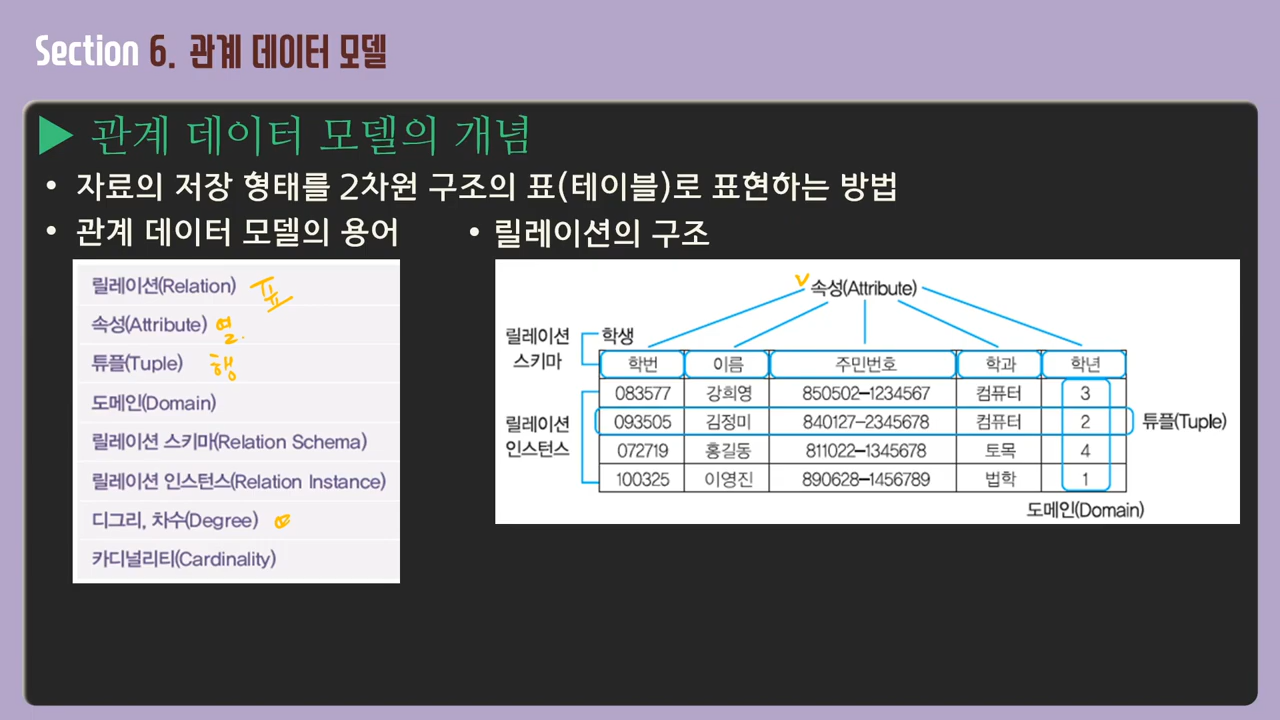 Section 6. 관계 데이터 모델
▶ 관계 데이터 모델의 개념
• 자료의 저장 형태를 2차원 구조의 표(테이블)로 표현하는 방법
• 관계 데이터 모델의 용어
릴레이션(Relation) 표
속성(Attribute) 열
튜플(Tuple) 행
도메인(Domain)
릴레이션 스키마(Relation Schema)
릴레이션 인스턴스(Relation Instance)
디그리, 차수(Degree)
카디널리티(Cardinality)
• 릴레이션의 구조
속성(Attribute)
릴레이션
스키마
학생
학번 이름 주민번호 학과 학년
083577 강희영 850502-1234567 컴퓨터 3
093505 김정미 840127-2345678 컴퓨터 2
072719 홍길동 811022-1345678 토목 4
100325 이영진 890628-1456789 법학 1
릴레이션
인스턴스
튜플(Tuple)
도메인(Domain)